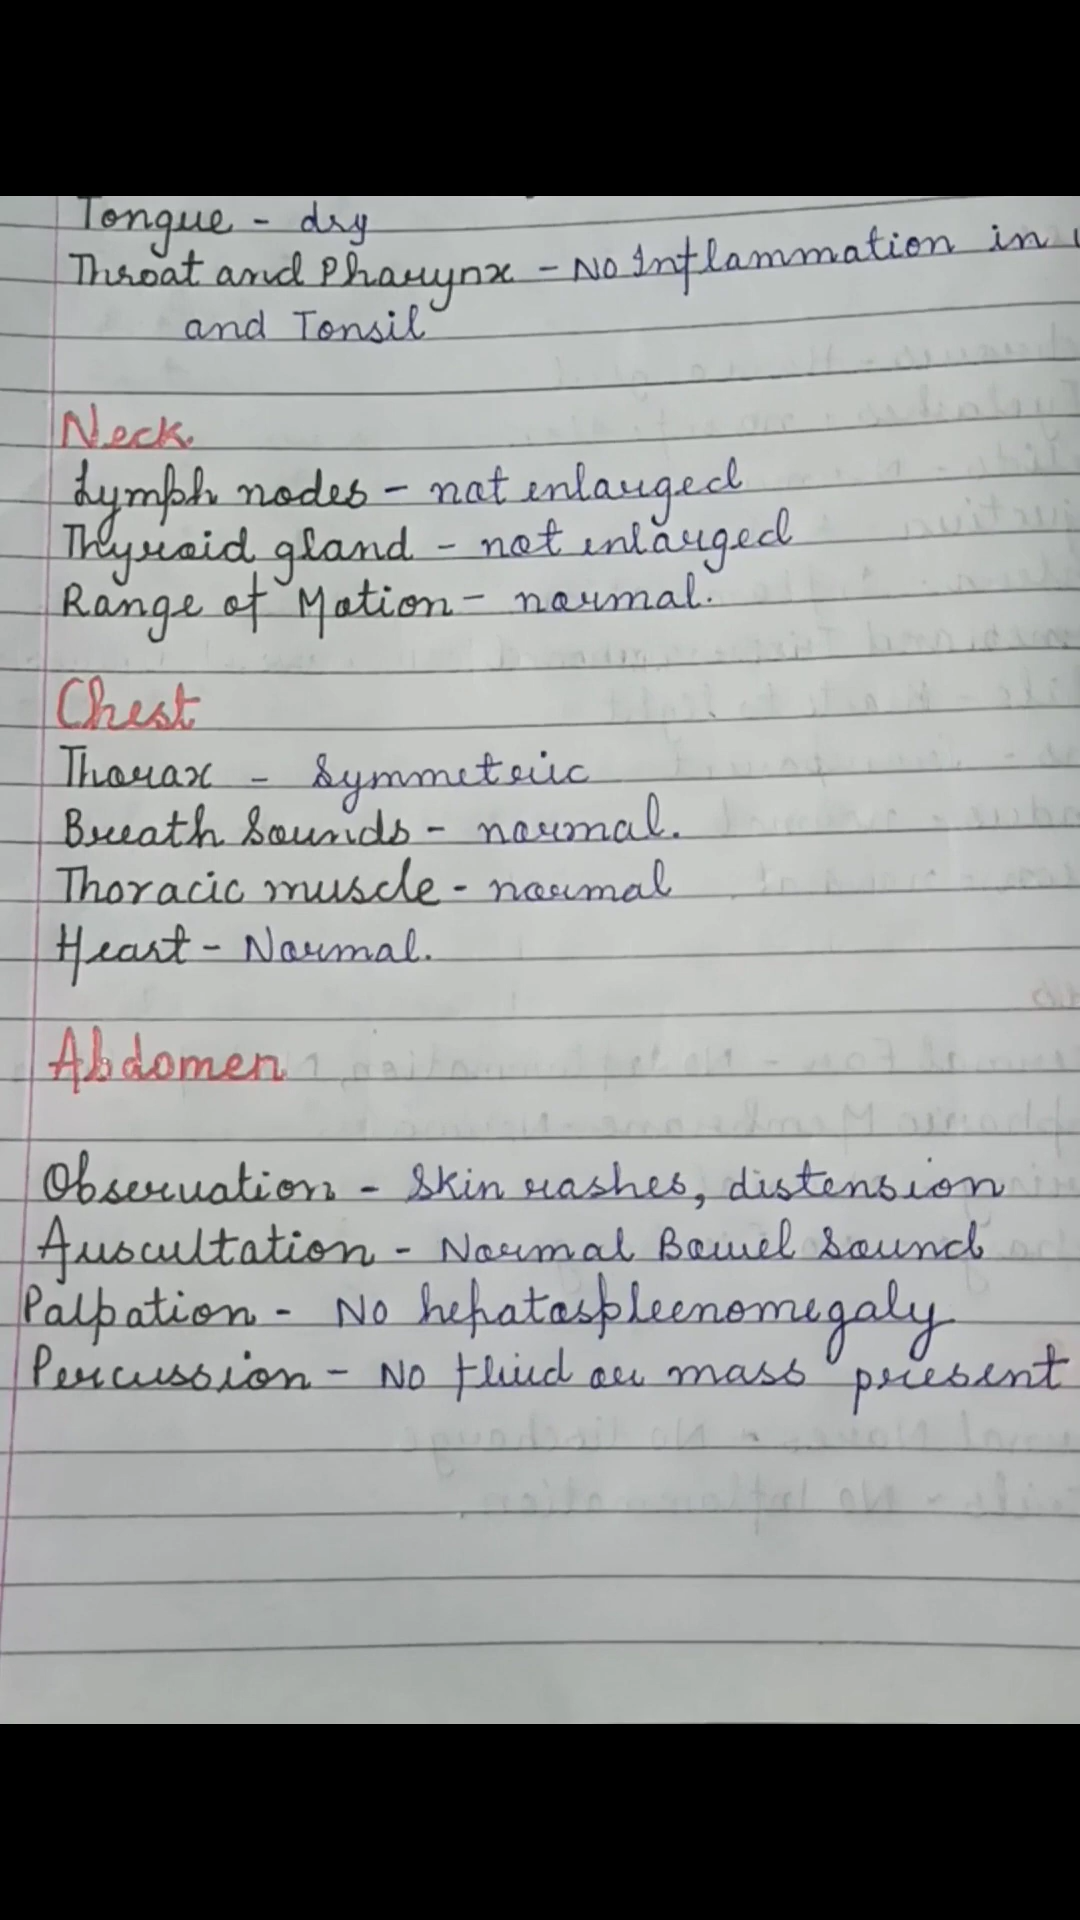 Tongue - dry
Throat and Pharynx - No Inflammation in
and Tonsil
Neck.
Lymph nodes - not enlarged
Thyroid gland - not enlarged
Range of Motion - normal.
Chest
Thorax - Symmeteric
Breath Sounds - normal.
Thoracic muscle - normal
Heart - Normal.
Abdomen
Observation - Skin rashes, distension
Auscultation - Normal Bowel Sound
Palpation - No hepatospleenomegaly
Percussion - No fluid or mass present